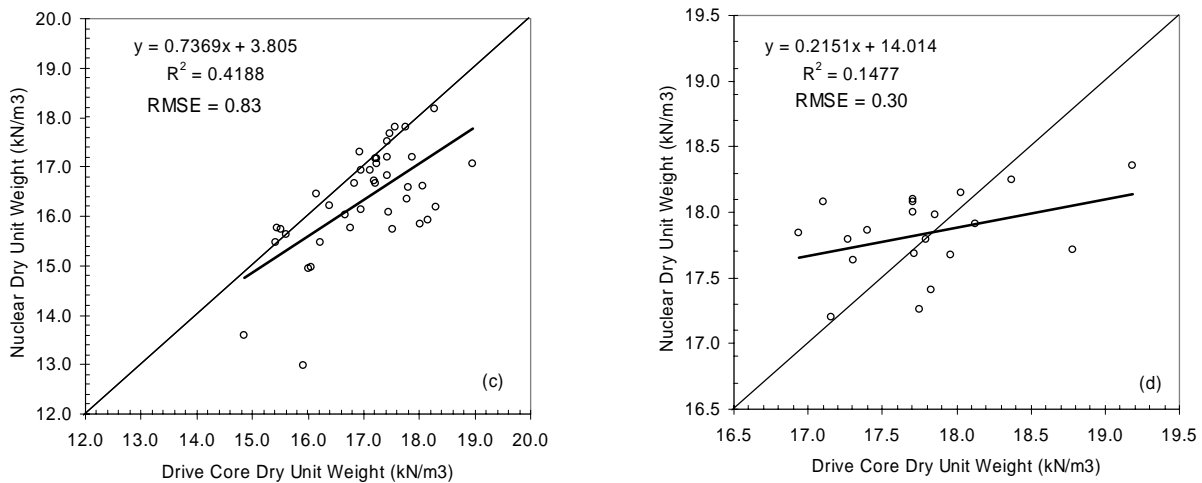 20.0
19.0
18.0
17.0
16.0
15.0
14.0
13.0
12.0
Nuclear Dry Unit Weight (kN/m3)
y = 0.7369x + 3.805
R² = 0.4188
RMSE = 0.83
(c)
12.0 13.0 14.0 15.0 16.0 17.0 18.0 19.0 20.0
Drive Core Dry Unit Weight (kN/m3)
19.5
19.0
18.5
18.0
17.5
17.0
16.5
Nuclear Dry Unit Weight (kN/m3)
y = 0.2151x + 14.014
R² = 0.1477
RMSE = 0.30
(d)
16.5 17.0 17.5 18.0 18.5 19.0 19.5
Drive Core Dry Unit Weight (kN/m3)